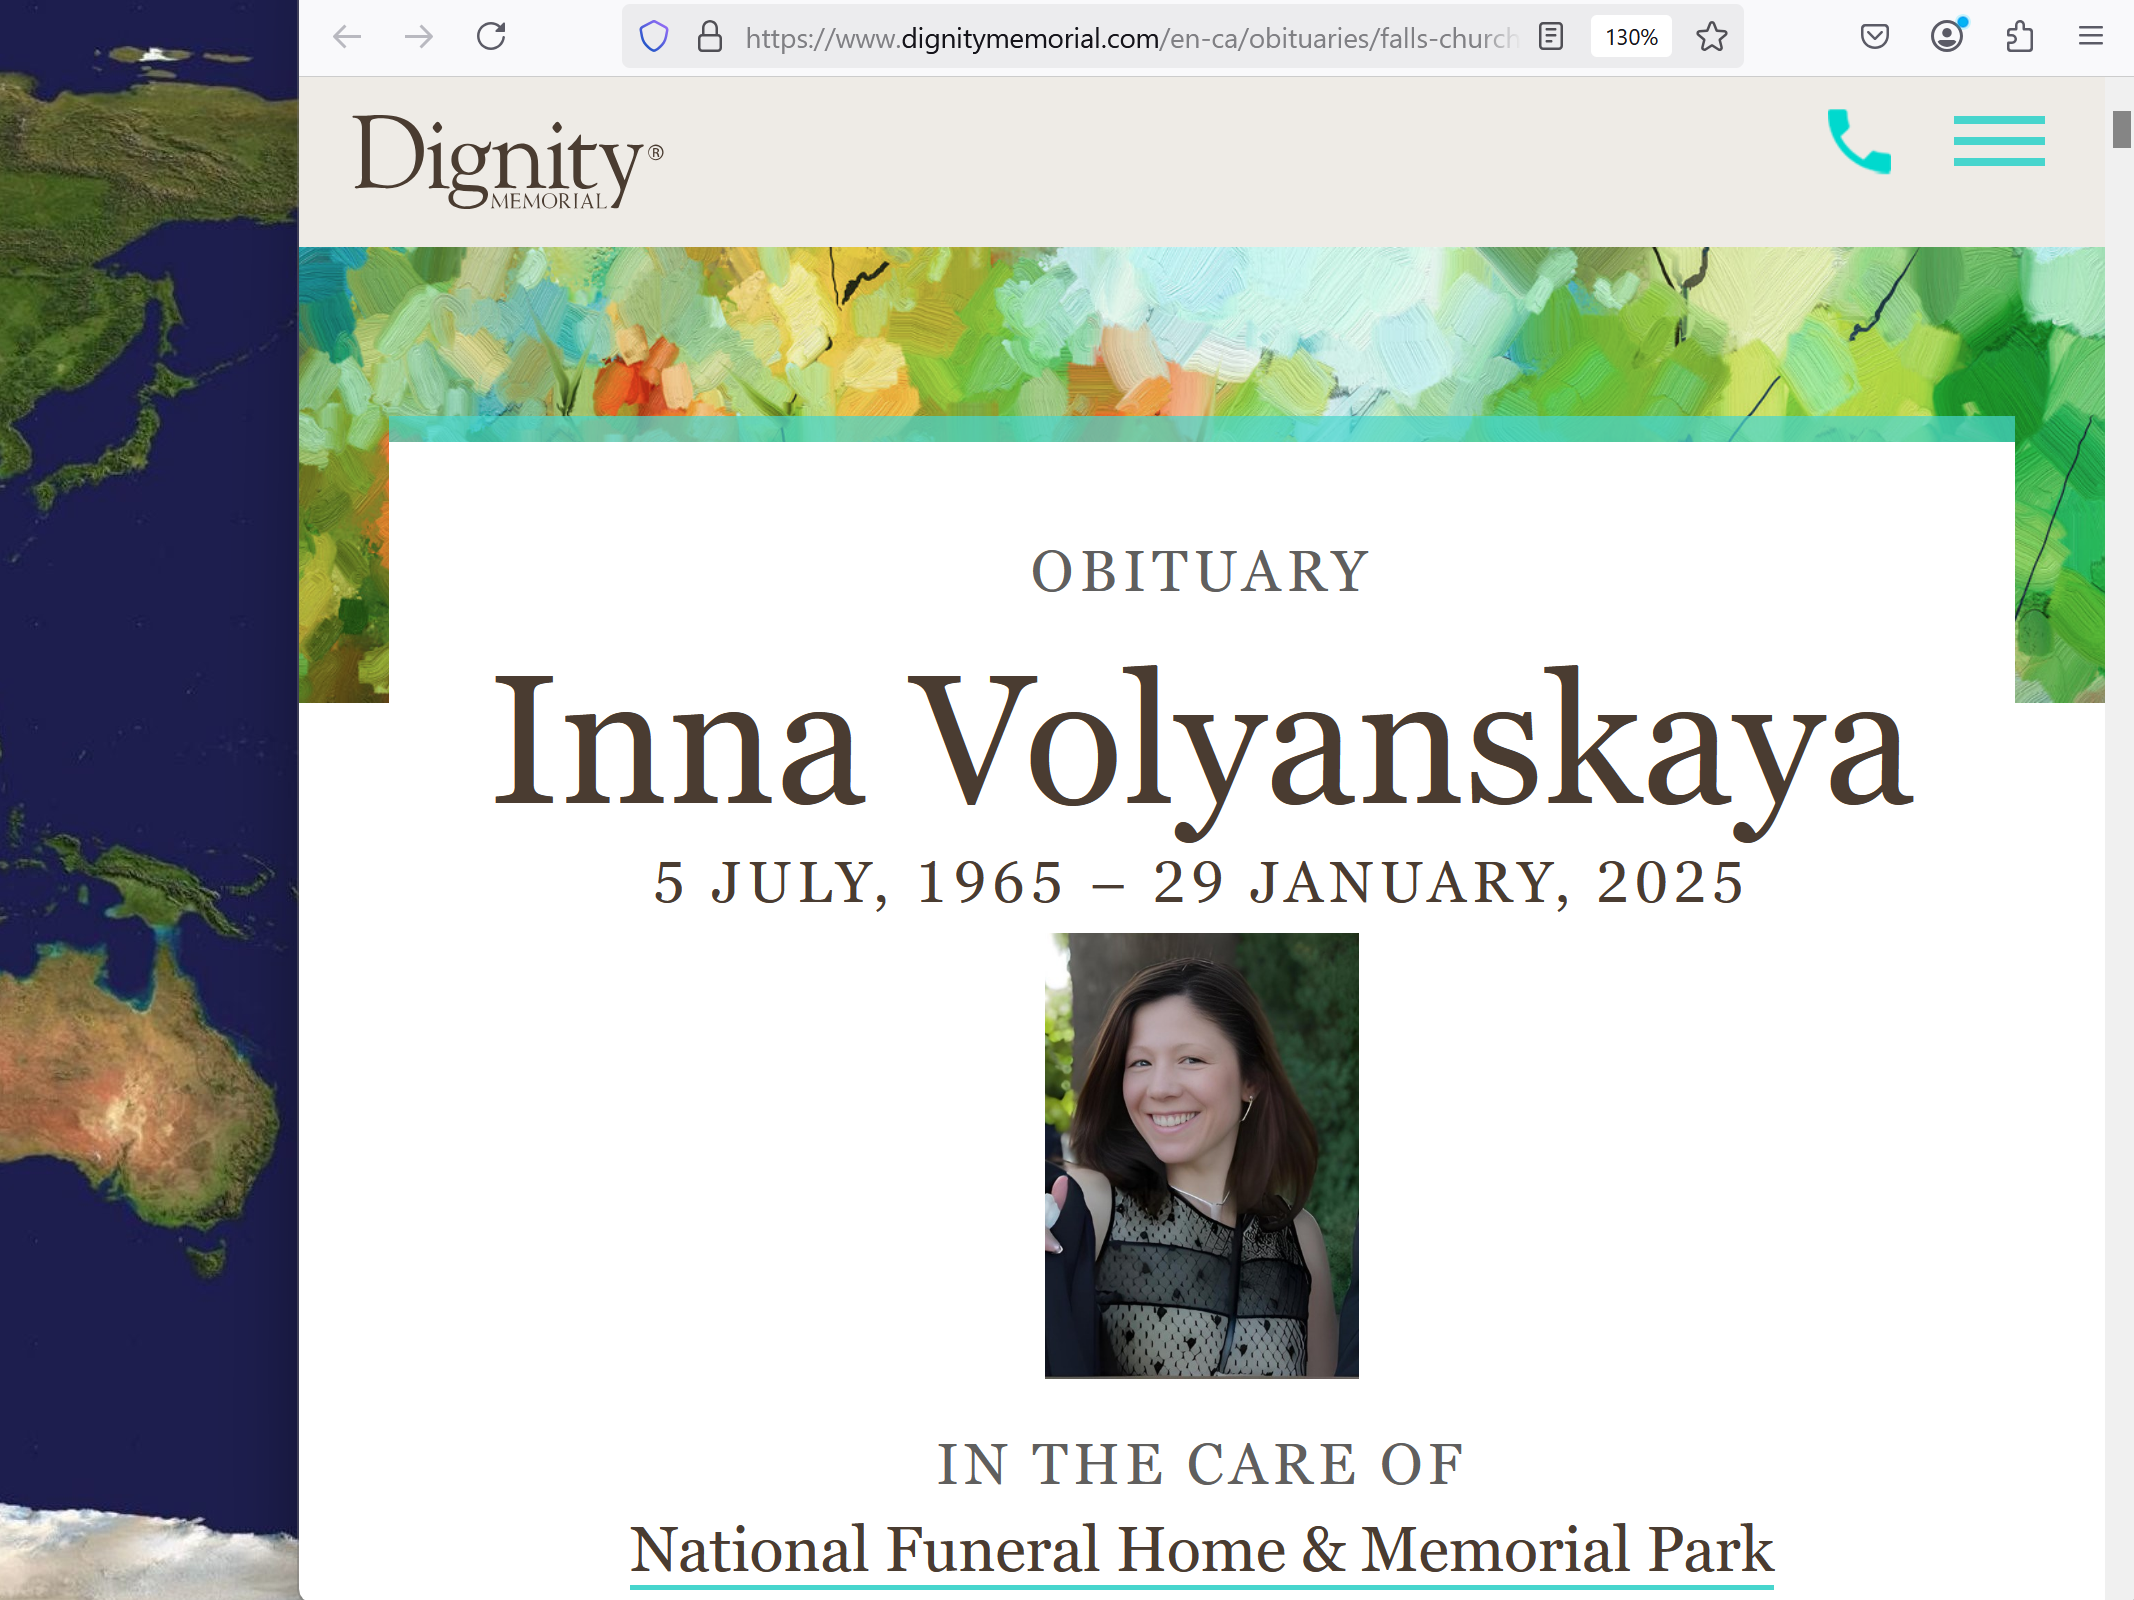 https://www.dignitymemorial.com/en-ca/obituaries/falls-church
130%
Dignity®
MEMORIAL
OBITUARY
Inna Volyanskaya
5 JULY, 1965 – 29 JANUARY, 2025
IN THE CARE OF
National Funeral Home & Memorial Park